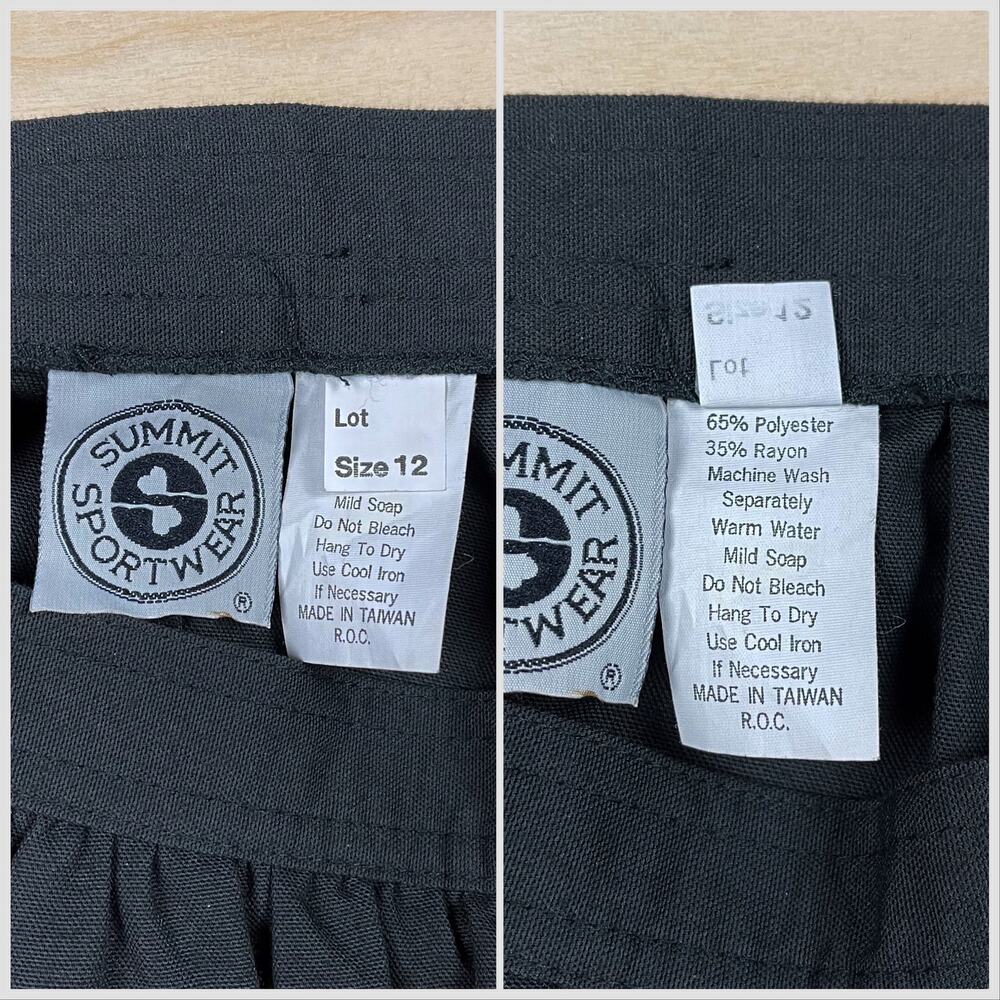 SUMMIT
SPORTWEAR
®
Lot
Size 12
Mild Soap
Do Not Bleach
Hang To Dry
Use Cool Iron
If Necessary
MADE IN TAIWAN
R.O.C.
MMIT
TWEAR
®
Size 12
Lot
65% Polyester
35% Rayon
Machine Wash
Separately
Warm Water
Mild Soap
Do Not Bleach
Hang To Dry
Use Cool Iron
If Necessary
MADE IN TAIWAN
R.O.C.